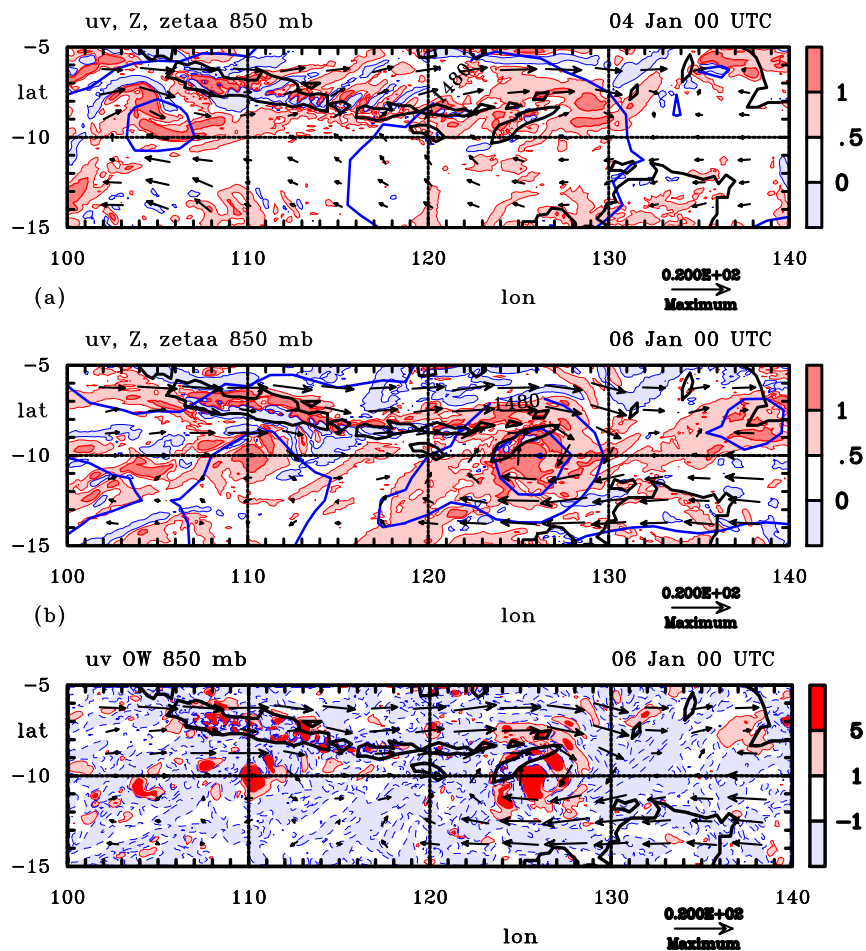 uv, Z, zetaa 850 mb 04 Jan 00 UTC
-5
lat
-10
-15
100 110 120 130 140
480
1
.5
0
(a)
lon
0.200E+02
Maximum
uv, Z, zetaa 850 mb 06 Jan 00 UTC
-5
lat
-10
-15
100 110 120 130 140
1480
1
.5
0
(b)
lon
0.200E+02
Maximum
uv OW 850 mb 06 Jan 00 UTC
-5
lat
-10
-15
100 110 120 130 140
5
1
-1
lon
0.200E+02
Maximum